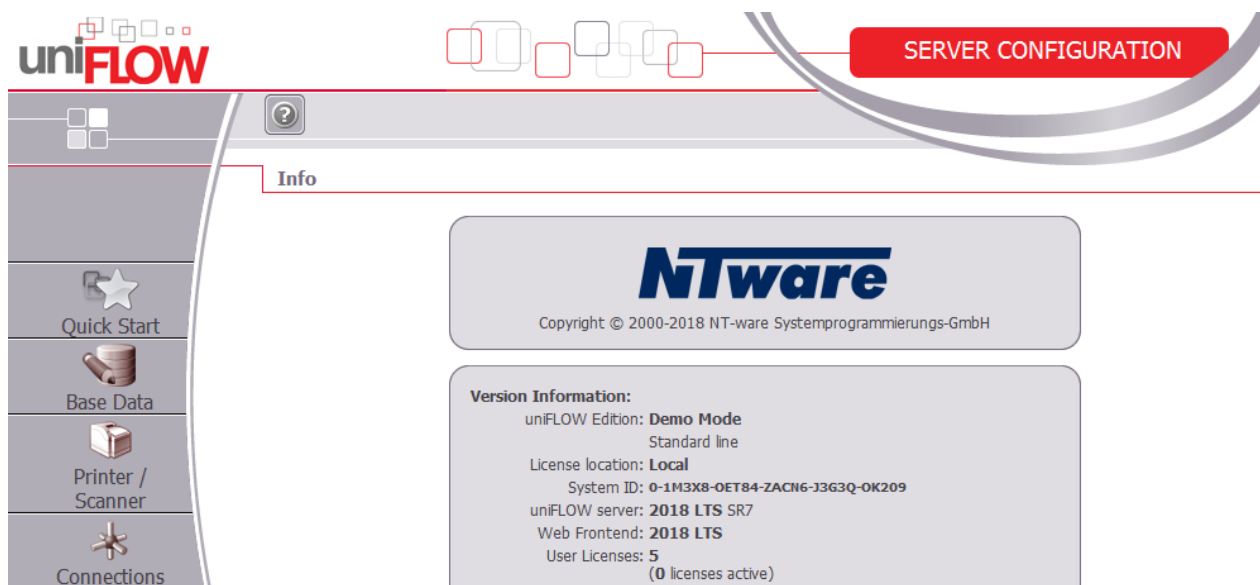 uniFLOW
SERVER CONFIGURATION
?
Info
NTware
Copyright © 2000-2018 NT-ware Systemprogrammierungs-GmbH
Quick Start
Base Data
Printer /
Scanner
Connections
Version Information:
uniFLOW Edition: Demo Mode
Standard line
License location: Local
System ID: 0-1M3X8-OET84-ZACN6-J3G3Q-OK209
uniFLOW server: 2018 LTS SR7
Web Frontend: 2018 LTS
User Licenses: 5
(0 licenses active)